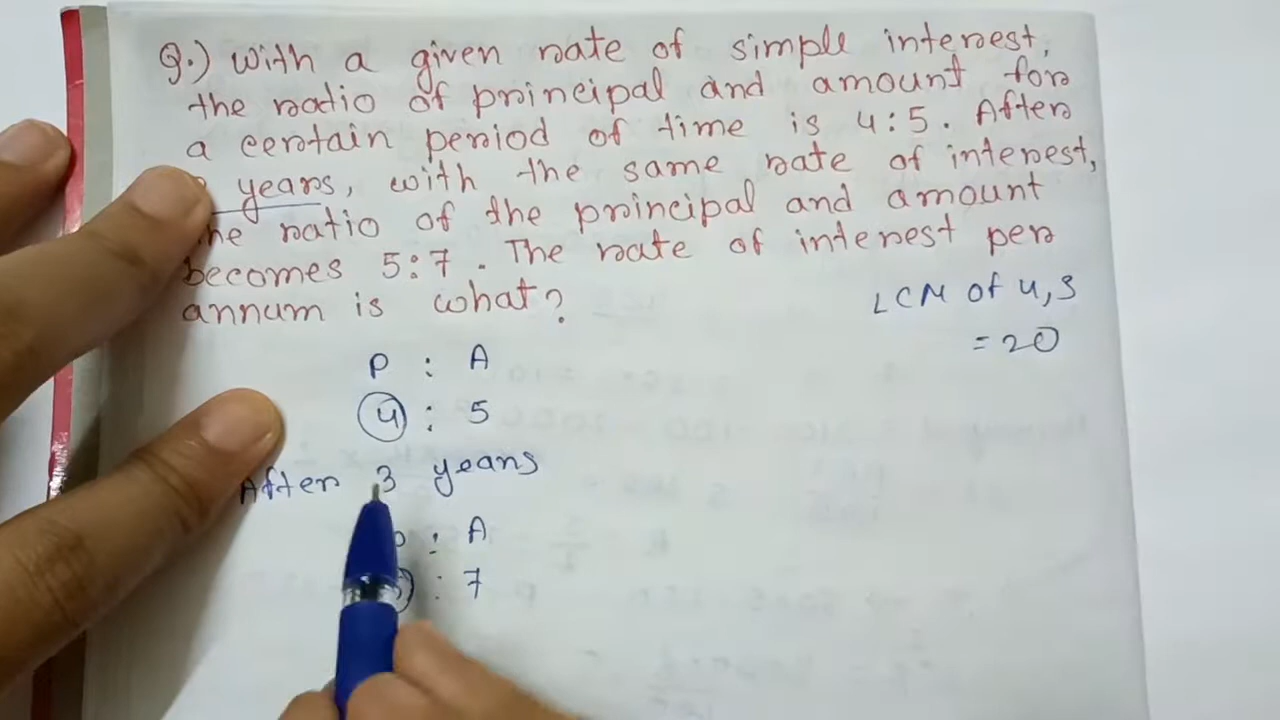 Q.) with a given rate of simple interest,
the ratio of principal and amount for
a certain period of time is 4:5. After
years, with the same rate of interest,
ratio of the principal and amount
becomes 5:7. The rate of interest per
annum is what?
LCM of 4,5
= 20
P : A
4 : 5
After 3 years
P : A
: 7